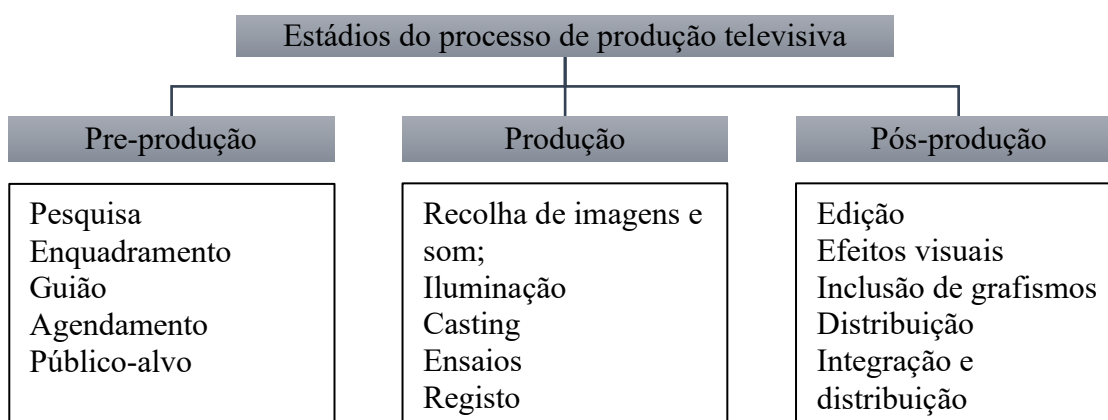 Estádios do processo de produção televisiva
Pre-produção
Produção
Pós-produção
Pesquisa
Enquadramento
Guião
Agendamento
Público-alvo
Recolha de imagens e
som;
Iluminação
Casting
Ensaios
Registo
Edição
Efeitos visuais
Inclusão de grafismos
Distribuição
Integração e
distribuição